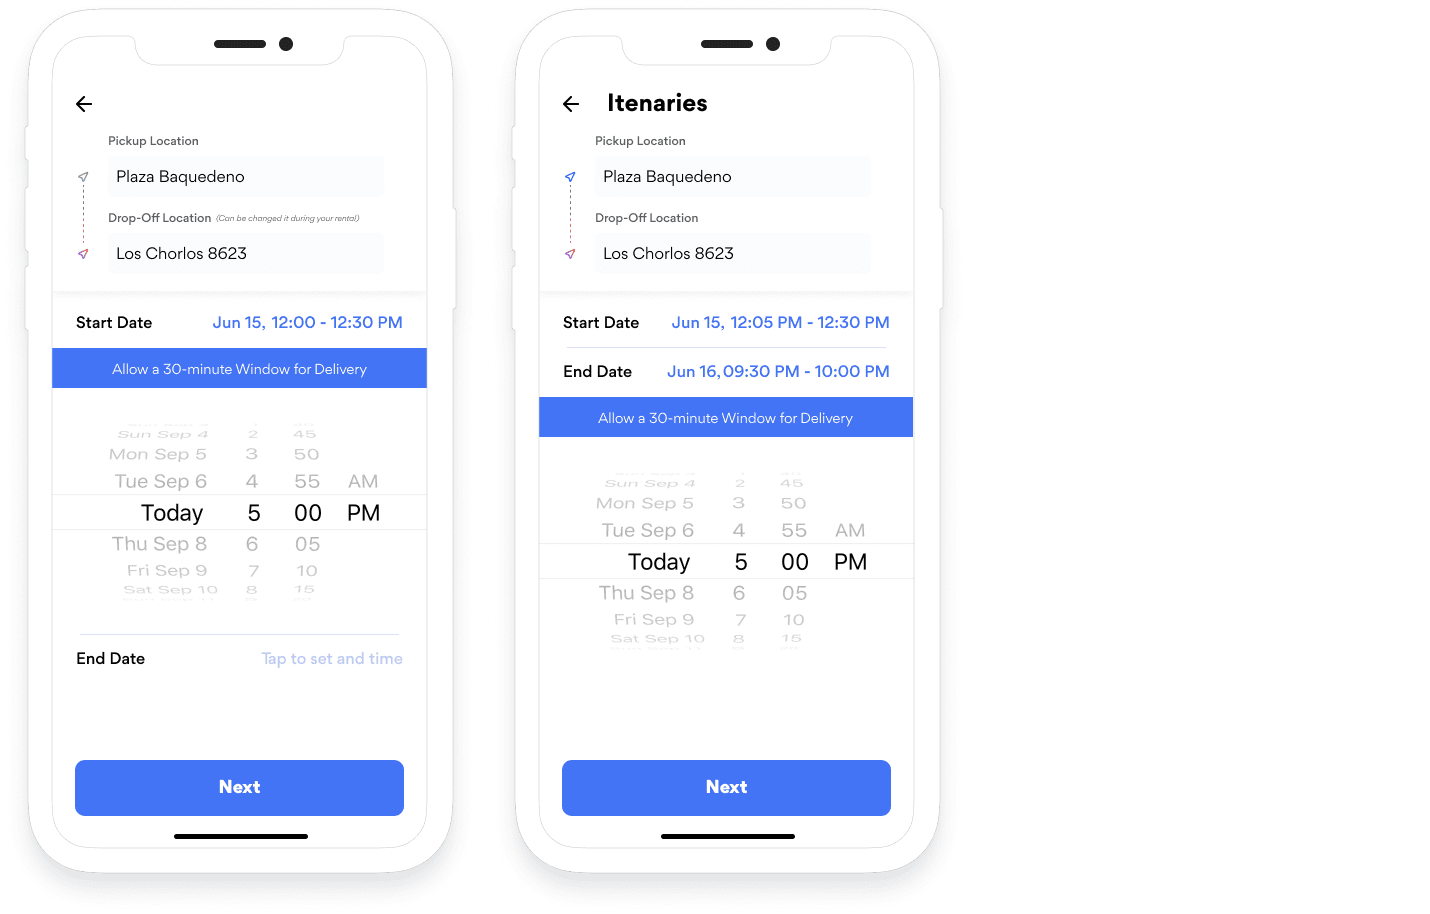 Pickup Location
Plaza Baquedeno
Drop-Off Location (Can be changed it during your rental)
Los Chorlos 8623
Start Date Jun 15, 12:00 - 12:30 PM
Allow a 30-minute Window for Delivery
Sun Sep 4 2 45
Mon Sep 5 3 50
Tue Sep 6 4 55 AM
Today 5 00 PM
Thu Sep 8 6 05
Fri Sep 9 7 10
Sat Sep 10 8 15
End Date Tap to set and time
Next
Itenaries
Pickup Location
Plaza Baquedeno
Drop-Off Location
Los Chorlos 8623
Start Date Jun 15, 12:05 PM - 12:30 PM
End Date Jun 16, 09:30 PM - 10:00 PM
Allow a 30-minute Window for Delivery
Sun Sep 4 2 45
Mon Sep 5 3 50
Tue Sep 6 4 55 AM
Today 5 00 PM
Thu Sep 8 6 05
Fri Sep 9 7 10
Sat Sep 10 8 15
Next